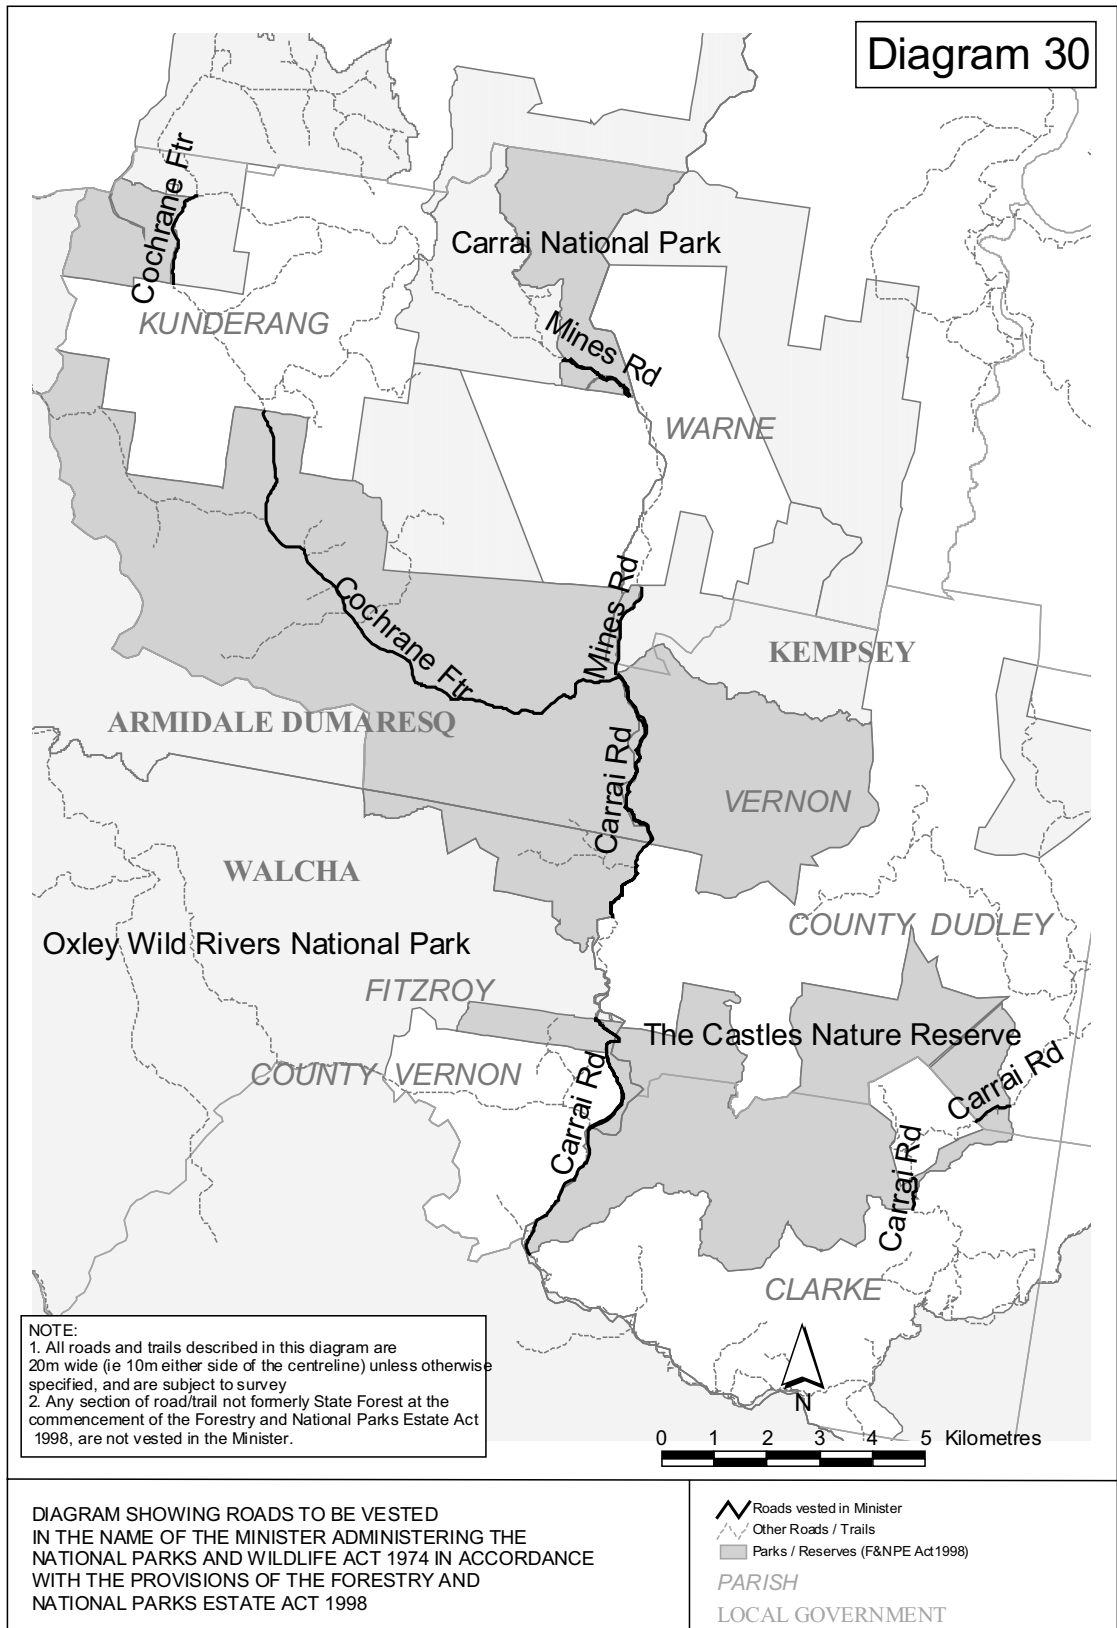 Diagram 30
Cochrane Ftr
Carrai National Park
KUNDERANG
Mines Rd
WARNE
Cochrane Ftr
Mines Rd
KEMPSEY
ARMIDALE DUMARESQ
Carrai Rd
VERNON
WALCHA
COUNTY DUDLEY
Oxley Wild Rivers National Park
FITZROY
The Castles Nature Reserve
COUNTY VERNON
Carrai Rd
Carrai Rd
Carrai Rd
CLARKE
NOTE:
1. All roads and trails described in this diagram are
20m wide (ie 10m either side of the centreline) unless otherwise
specified, and are subject to survey
2. Any section of road/trail not formerly State Forest at the
commencement of the Forestry and National Parks Estate Act
1998, are not vested in the Minister.
N
0 1 2 3 4 5 Kilometres
DIAGRAM SHOWING ROADS TO BE VESTED
IN THE NAME OF THE MINISTER ADMINISTERING THE
NATIONAL PARKS AND WILDLIFE ACT 1974 IN ACCORDANCE
WITH THE PROVISIONS OF THE FORESTRY AND
NATIONAL PARKS ESTATE ACT 1998
Roads vested in Minister
Other Roads / Trails
Parks / Reserves (F&NPE Act1998)
PARISH
LOCAL GOVERNMENT